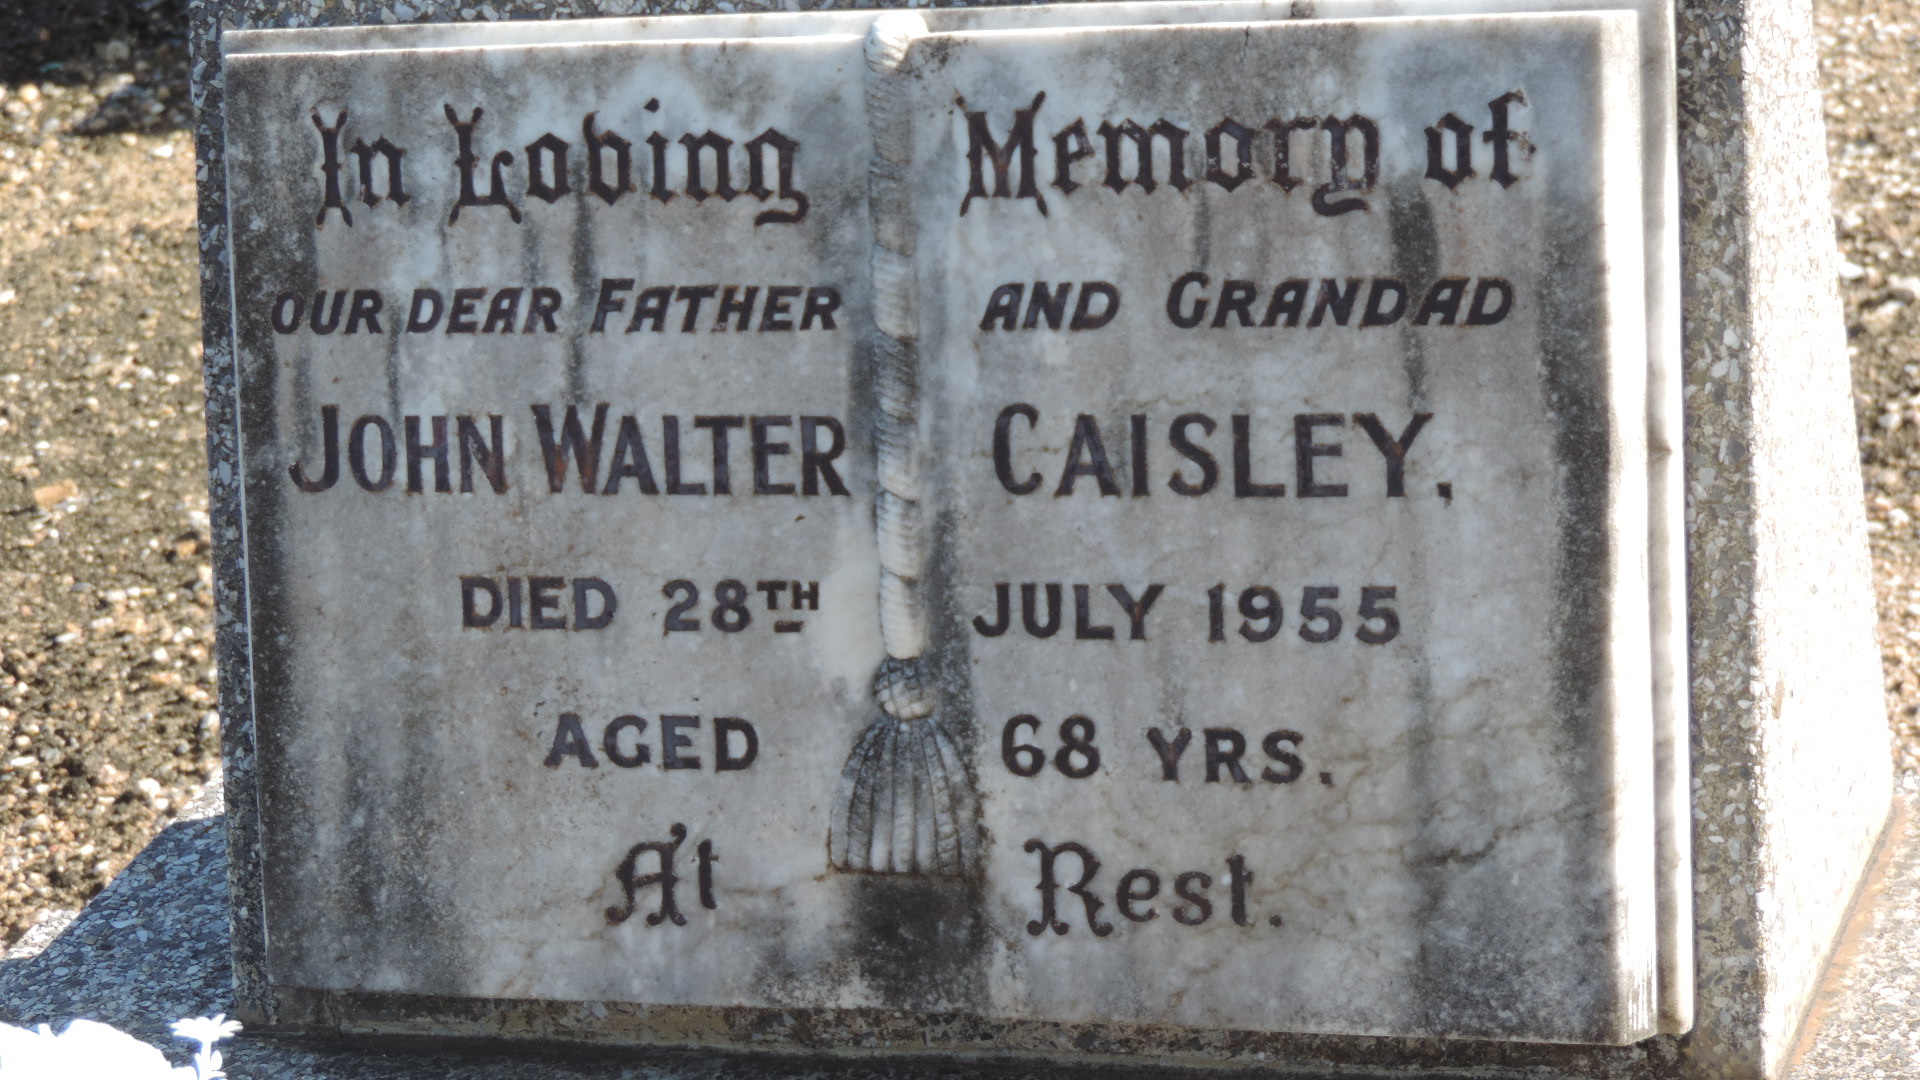 In Loving Memory of
OUR DEAR FATHER AND GRANDAD
JOHN WALTER CAISLEY.
DIED 28TH JULY 1955
AGED 68 YRS.
At Rest.